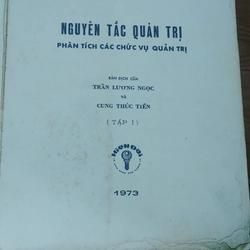 NGUYÊN TẮC QUẢN TRỊ
PHÂN TÍCH CÁC CHỨC VỤ QUẢN TRỊ
BẢN DỊCH CỦA
TRẦN LƯƠNG NGỌC
VÀ
CUNG THÚC TIẾN
( TẬP I )
1973